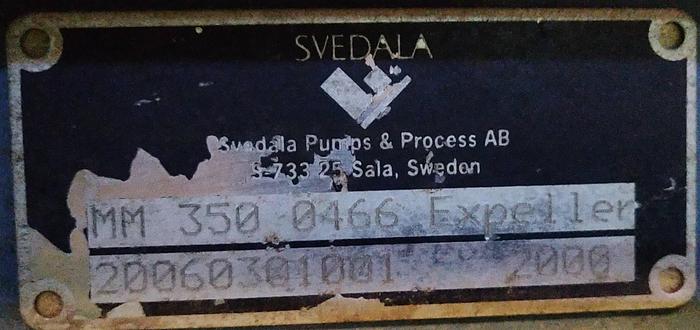 SVEDALA
Svedala Pumps & Process AB
S-733 25 Sala, Sweden
MM 350 0466 Expeller
20060301001 2000